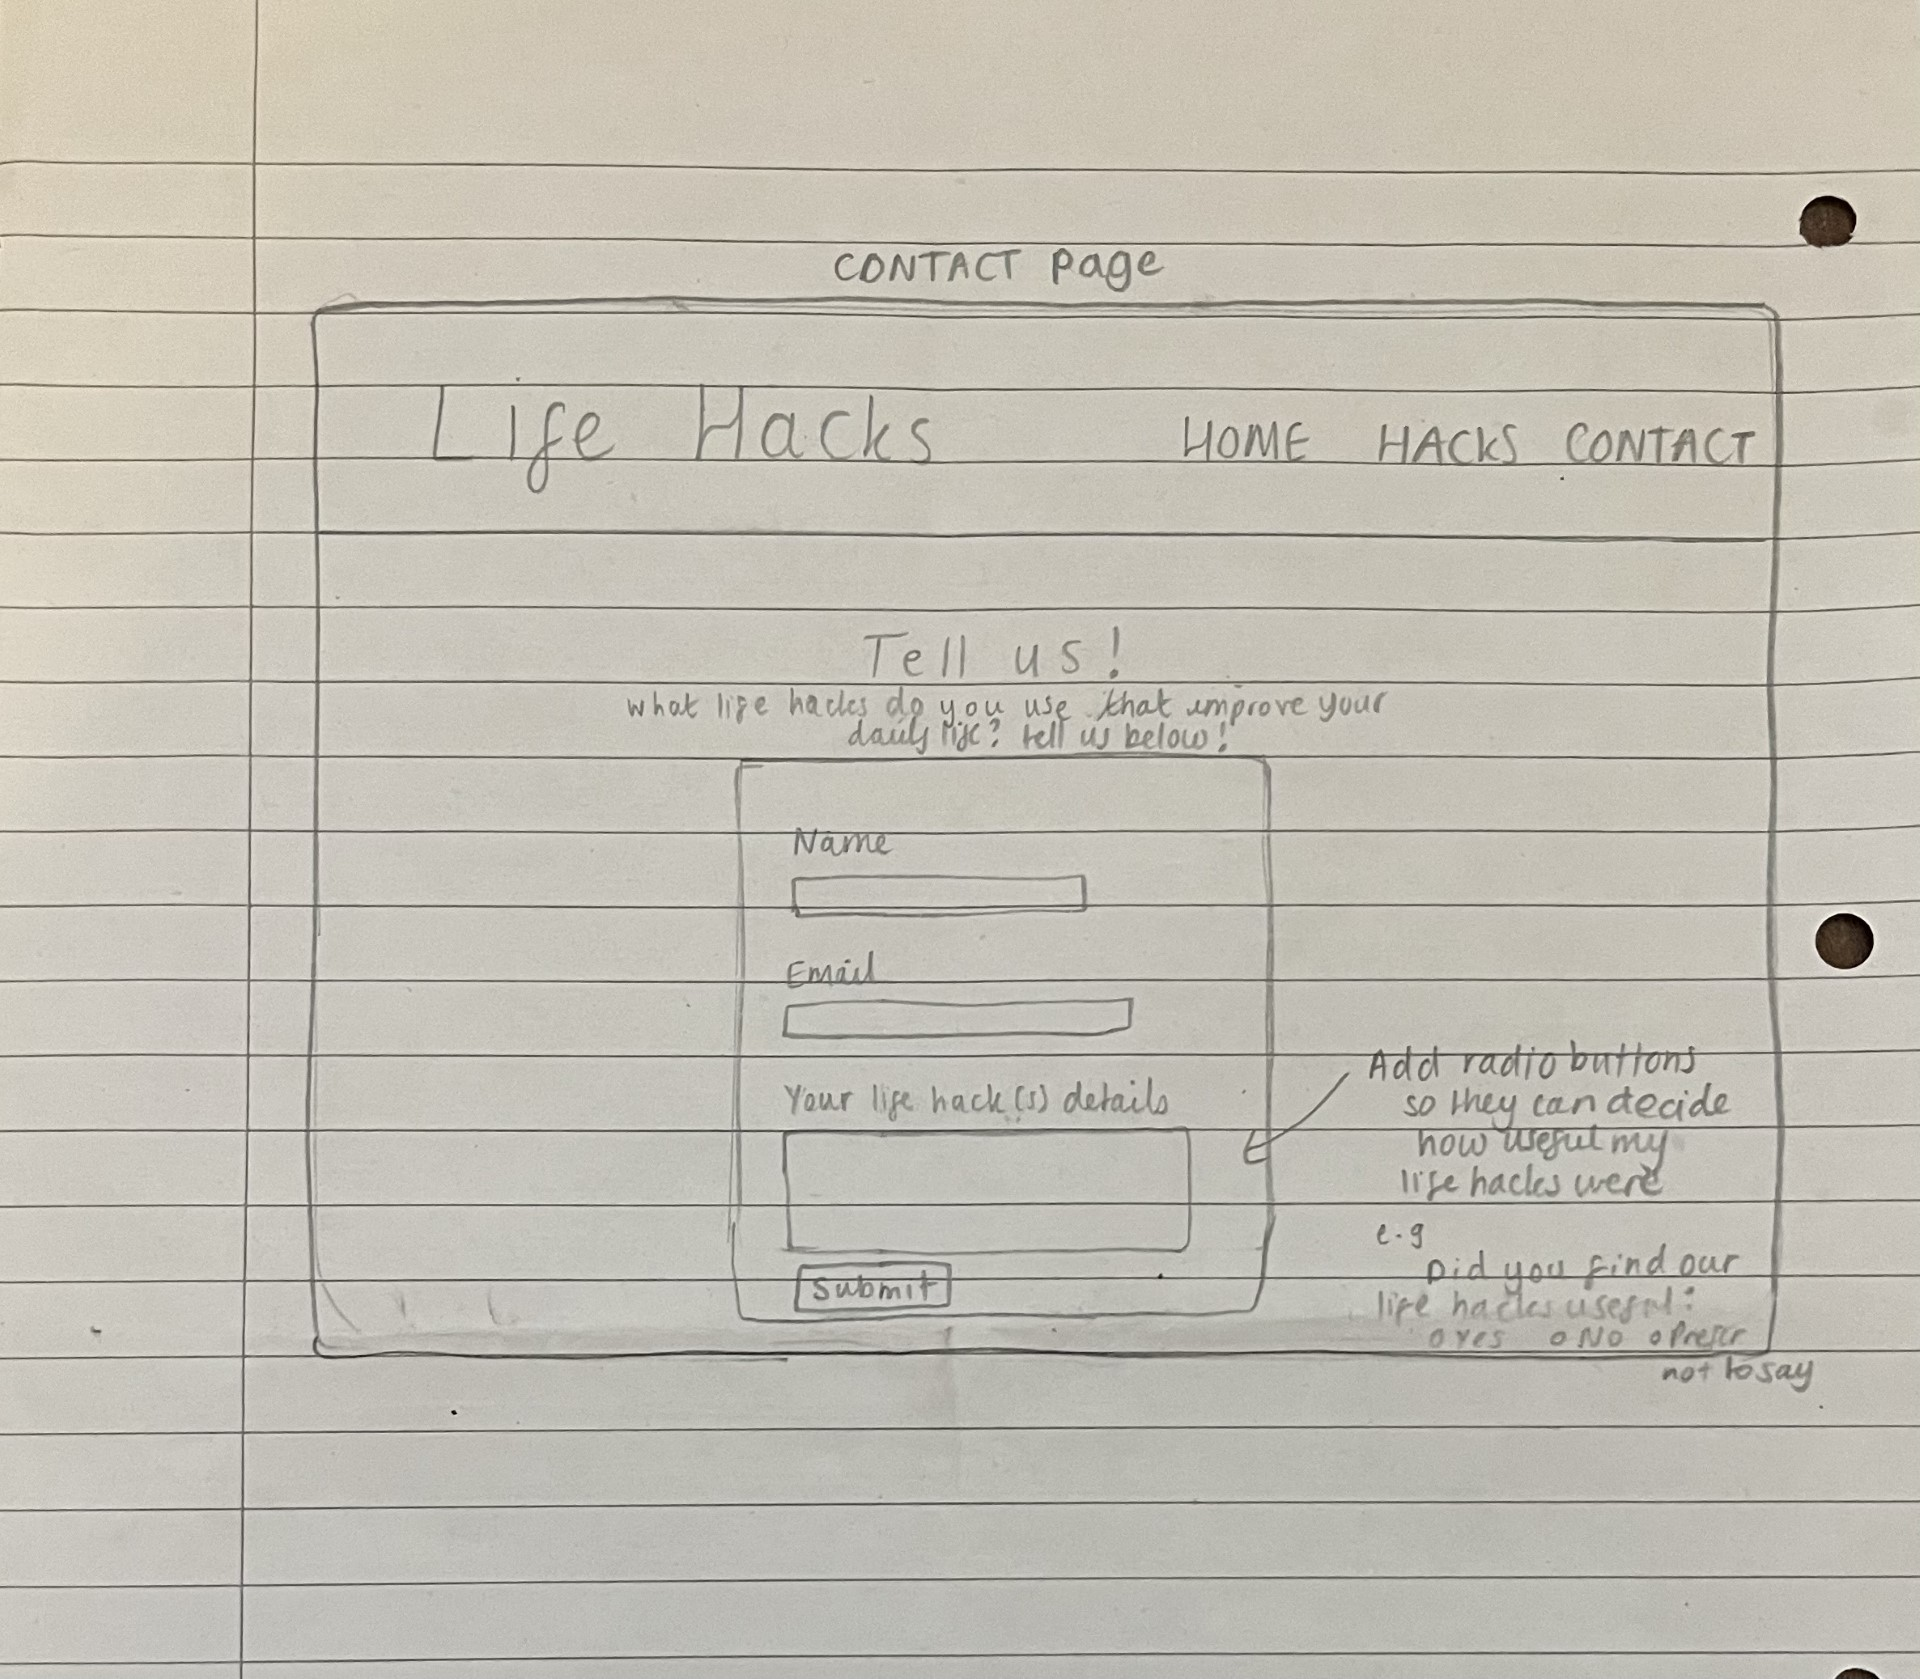 CONTACT page
Life Hacks
HOME HACKS CONTACT
Tell us!
what life hacks do you use that improve your
daily life? tell us below!
Name
Email
Your life hack(s) details
Submit
Add radio buttons
so they can decide
how useful my
life hacks were
e.g
Did you find our
life hacks useful:
o Yes o No o Prefer
not to say